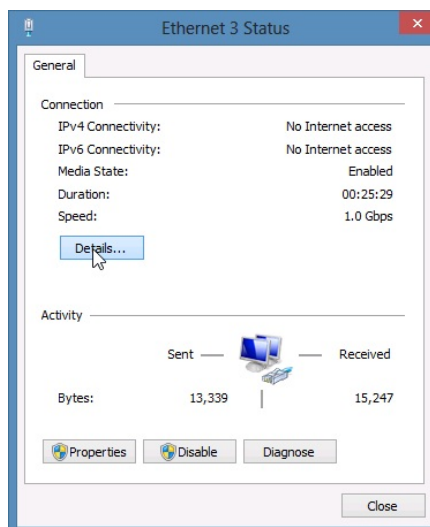 Ethernet 3 Status
General
Connection
IPv4 Connectivity: No Internet access
IPv6 Connectivity: No Internet access
Media State: Enabled
Duration: 00:25:29
Speed: 1.0 Gbps
Details...
Activity
Sent Received
Bytes: 13,339 15,247
Properties Disable Diagnose
Close